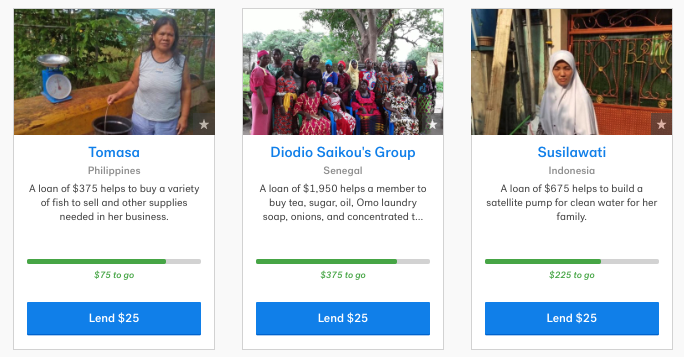 Tomasa
Philippines
A loan of $375 helps to buy a variety
of fish to sell and other supplies
needed in her business.
$75 to go
Lend $25
Diodio Saikou's Group
Senegal
A loan of $1,950 helps a member to
buy tea, sugar, oil, Omo laundry
soap, onions, and concentrated t...
$375 to go
Lend $25
Susilawati
Indonesia
A loan of $675 helps to build a
satellite pump for clean water for her
family.
$225 to go
Lend $25